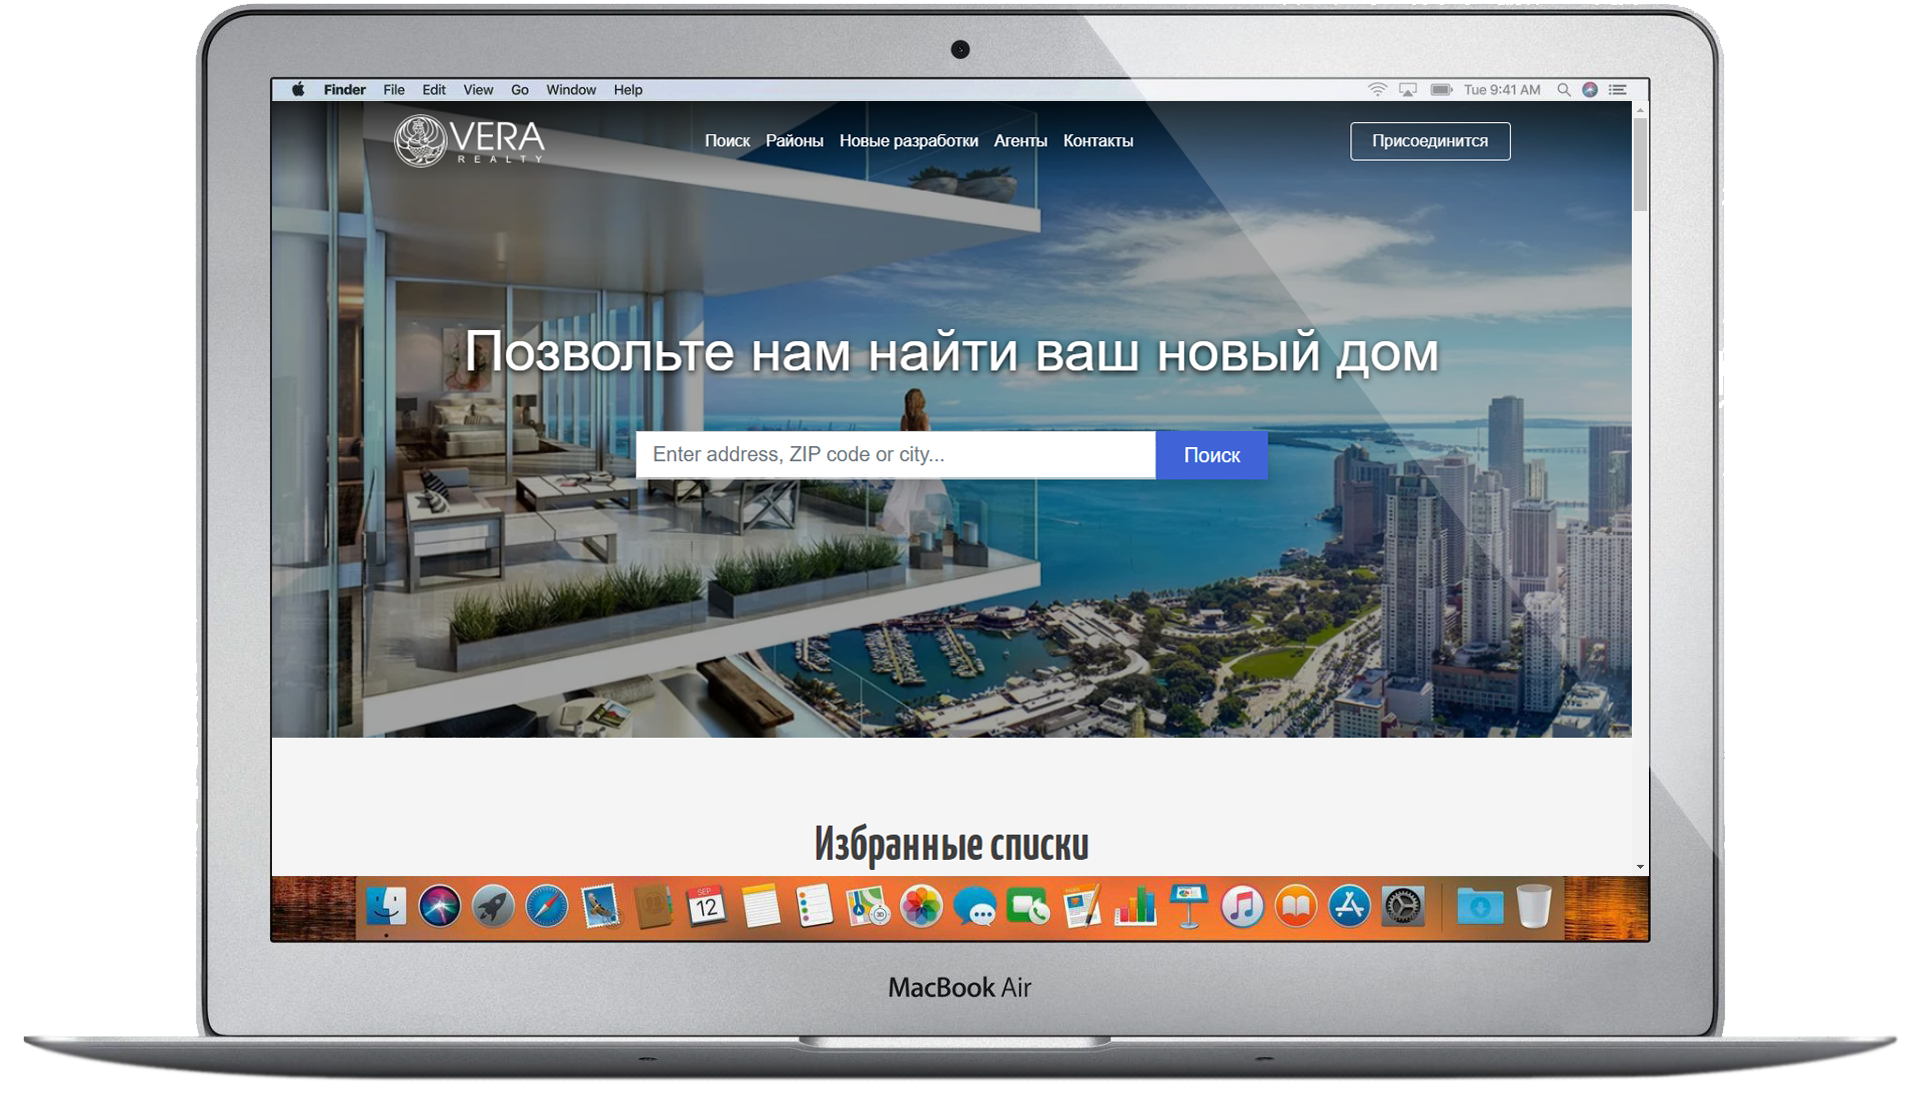 Finder File Edit View Go Window Help Tue 9:41 AM
VERA
REALTY
Поиск Районы Новые разработки Агенты Контакты Присоединится
Позвольте нам найти ваш новый дом
Enter address, ZIP code or city... Поиск
Избранные списки
SEP
12
MacBook Air